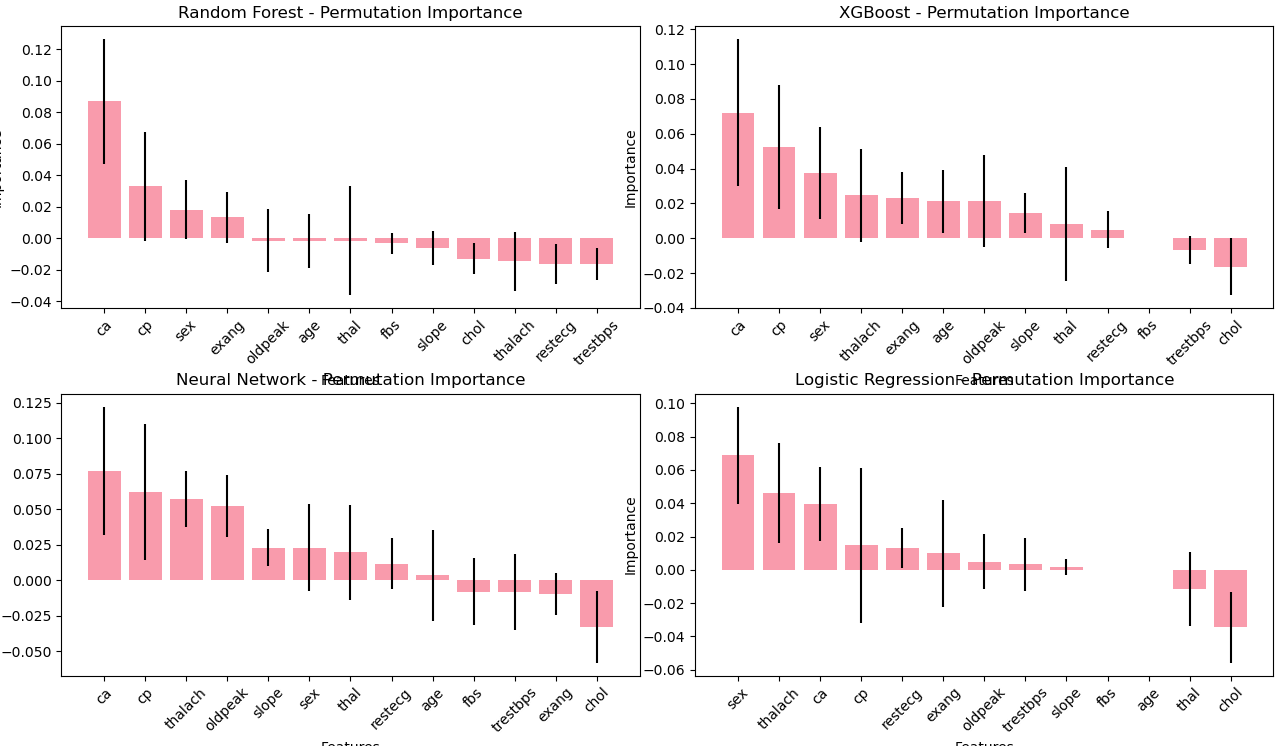 Random Forest - Permutation Importance
0.12
0.10
0.08
0.06
0.04
0.02
0.00
−0.02
−0.04
Importance
ca
cp
sex
exang
oldpeak
age
thal
fbs
slope
chol
thalach
restecg
trestbps
Features
XGBoost - Permutation Importance
0.12
0.10
0.08
0.06
0.04
0.02
0.00
−0.02
−0.04
Importance
ca
cp
sex
thalach
exang
age
oldpeak
slope
thal
restecg
fbs
trestbps
chol
Features
Neural Network - Permutation Importance
0.125
0.100
0.075
0.050
0.025
0.000
−0.025
−0.050
ca
cp
thalach
oldpeak
slope
sex
thal
restecg
age
fbs
trestbps
exang
chol
Features
Logistic Regression - Permutation Importance
0.10
0.08
0.06
0.04
0.02
0.00
−0.02
−0.04
−0.06
Importance
sex
thalach
ca
cp
restecg
exang
oldpeak
trestbps
slope
fbs
age
thal
chol
Features